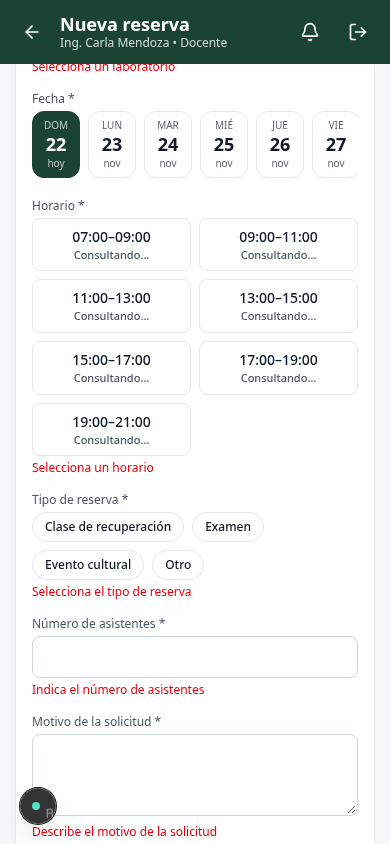 Nueva reserva
Ing. Carla Mendoza • Docente
Selecciona un laboratorio
Fecha *
DOM LUN MAR MIÉ JUE VIE
22 23 24 25 26 27
hoy nov nov nov nov nov
Horario *
07:00–09:00 09:00–11:00
Consultando... Consultando...
11:00–13:00 13:00–15:00
Consultando... Consultando...
15:00–17:00 17:00–19:00
Consultando... Consultando...
19:00–21:00
Consultando...
Selecciona un horario
Tipo de reserva *
Clase de recuperación Examen
Evento cultural Otro
Selecciona el tipo de reserva
Número de asistentes *
Indica el número de asistentes
Motivo de la solicitud *
Describe el motivo de la solicitud